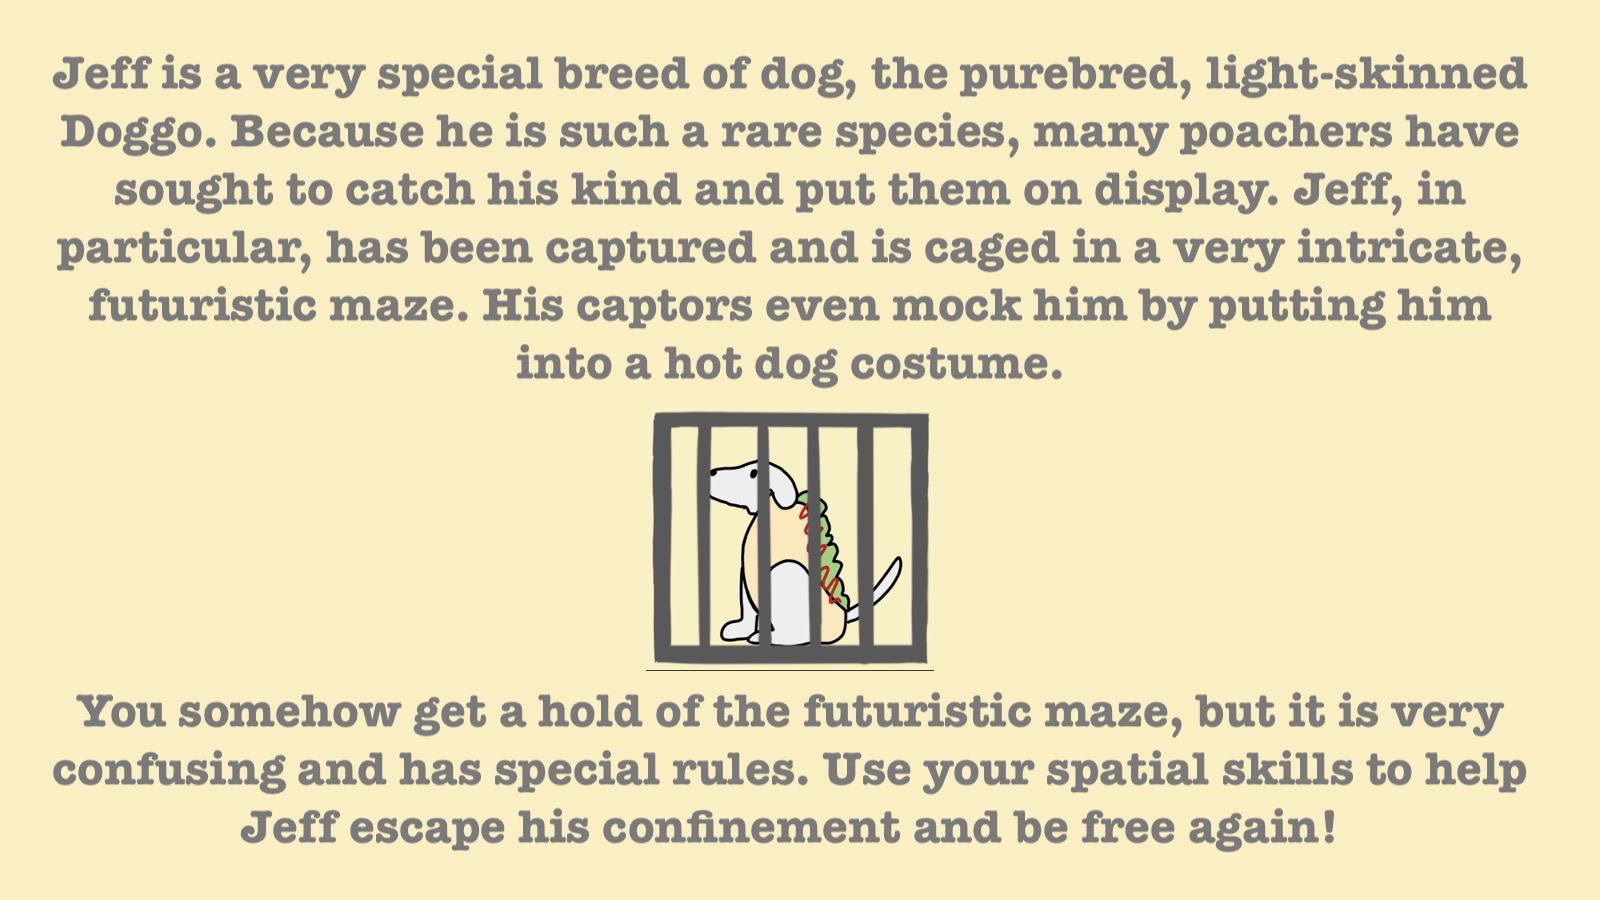 Jeff is a very special breed of dog, the purebred, light-skinned
Doggo. Because he is such a rare species, many poachers have
sought to catch his kind and put them on display. Jeff, in
particular, has been captured and is caged in a very intricate,
futuristic maze. His captors even mock him by putting him
into a hot dog costume.
You somehow get a hold of the futuristic maze, but it is very
confusing and has special rules. Use your spatial skills to help
Jeff escape his confinement and be free again!